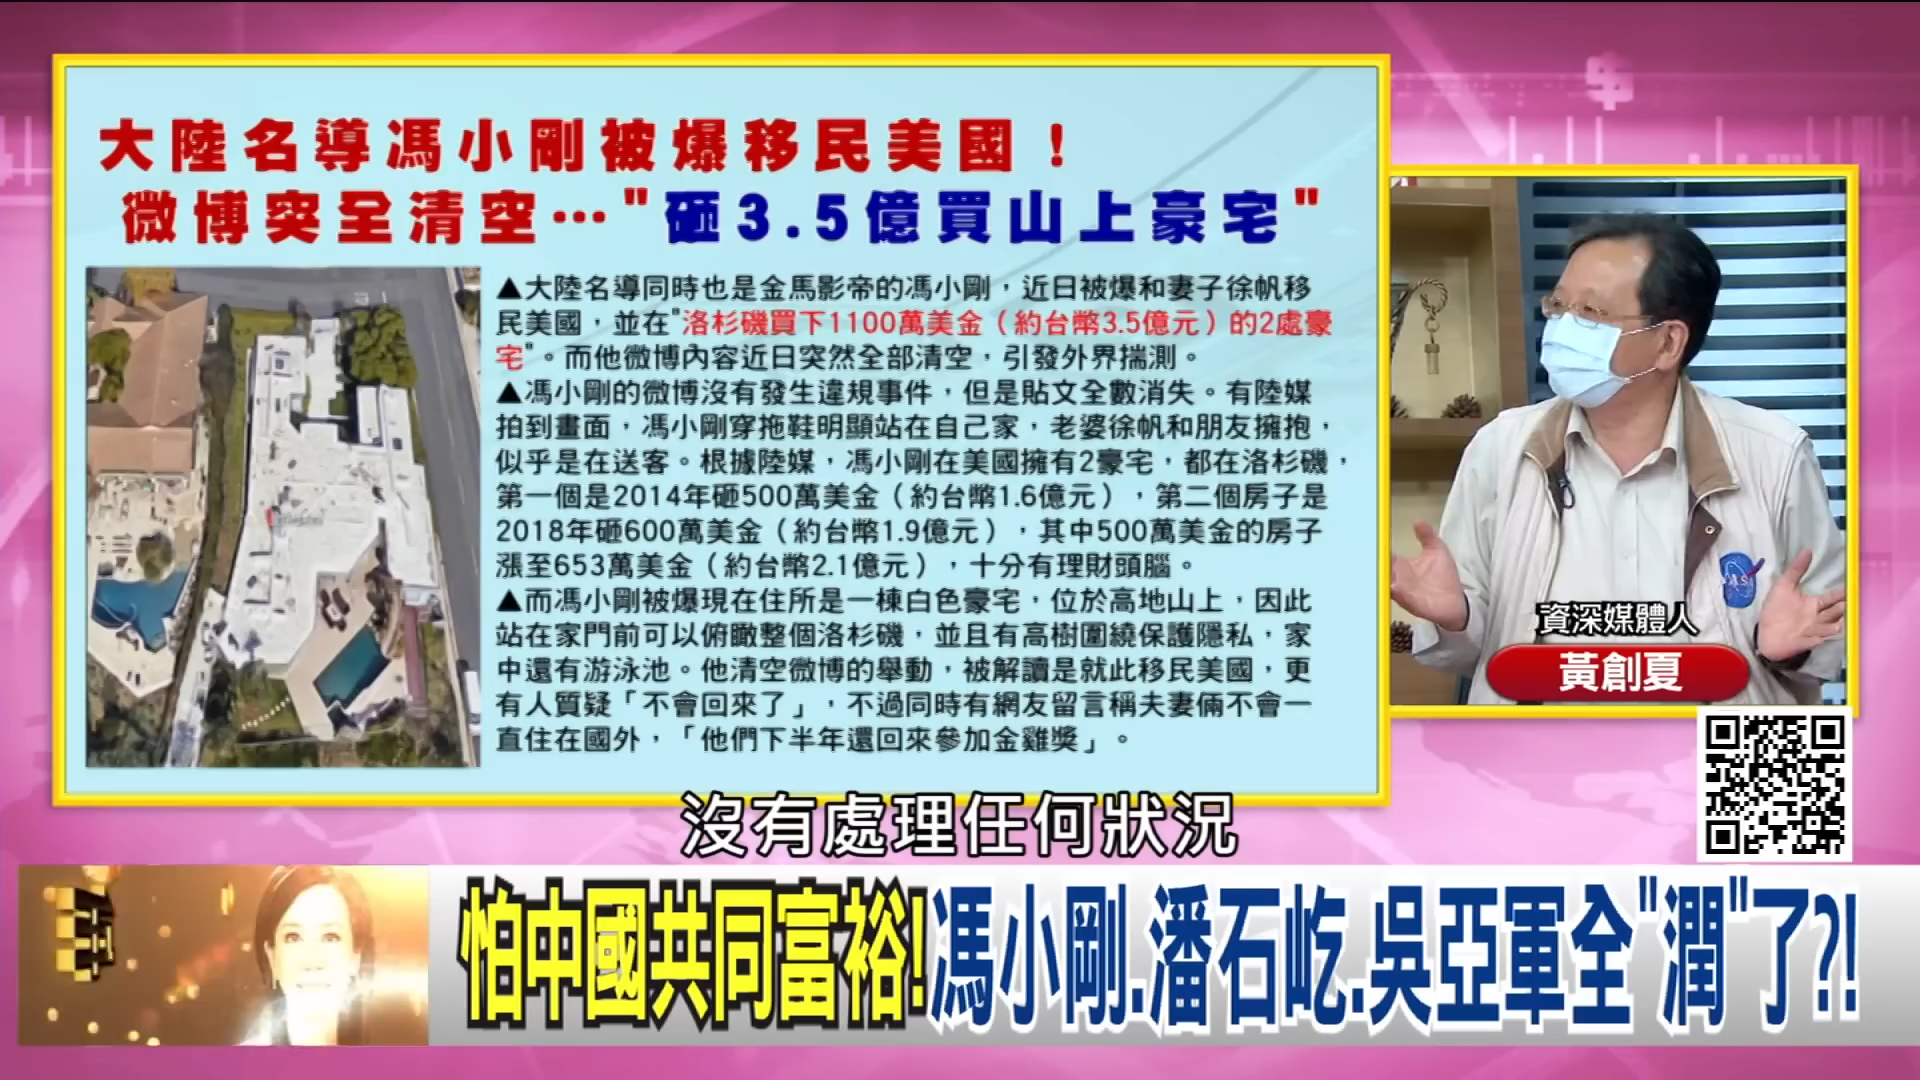 大陸名導馮小剛被爆移民美國！
微博突全清空…"砸3.5億買山上豪宅"
▲大陸名導同時也是金馬影帝的馮小剛，近日被爆和妻子徐帆移
民美國，並在"洛杉磯買下1100萬美金（約台幣3.5億元）的2處豪
宅"。而他微博內容近日突然全部清空，引發外界揣測。
▲馮小剛的微博沒有發生違規事件，但是貼文全數消失。有陸媒
拍到畫面，馮小剛穿拖鞋明顯站在自己家，老婆徐帆和朋友擁抱，
似乎是在送客。根據陸媒，馮小剛在美國擁有2豪宅，都在洛杉磯，
第一個是2014年砸500萬美金（約台幣1.6億元），第二個房子是
2018年砸600萬美金（約台幣1.9億元），其中500萬美金的房子
漲至653萬美金（約台幣2.1億元），十分有理財頭腦。
▲而馮小剛被爆現在住所是一棟白色豪宅，位於高地山上，因此
站在家門前可以俯瞰整個洛杉磯，並且有高樹圍繞保護隱私，家
中還有游泳池。他清空微博的舉動，被解讀是就此移民美國，更
有人質疑「不會回來了」，不過同時有網友留言稱夫妻倆不會一
直住在國外，「他們下半年還回來參加金雞獎」。
NASA
資深媒體人
黃創夏
沒有處理任何狀況
怕中國共同富裕!馮小剛.潘石屹.吳亞軍全"潤"了?!